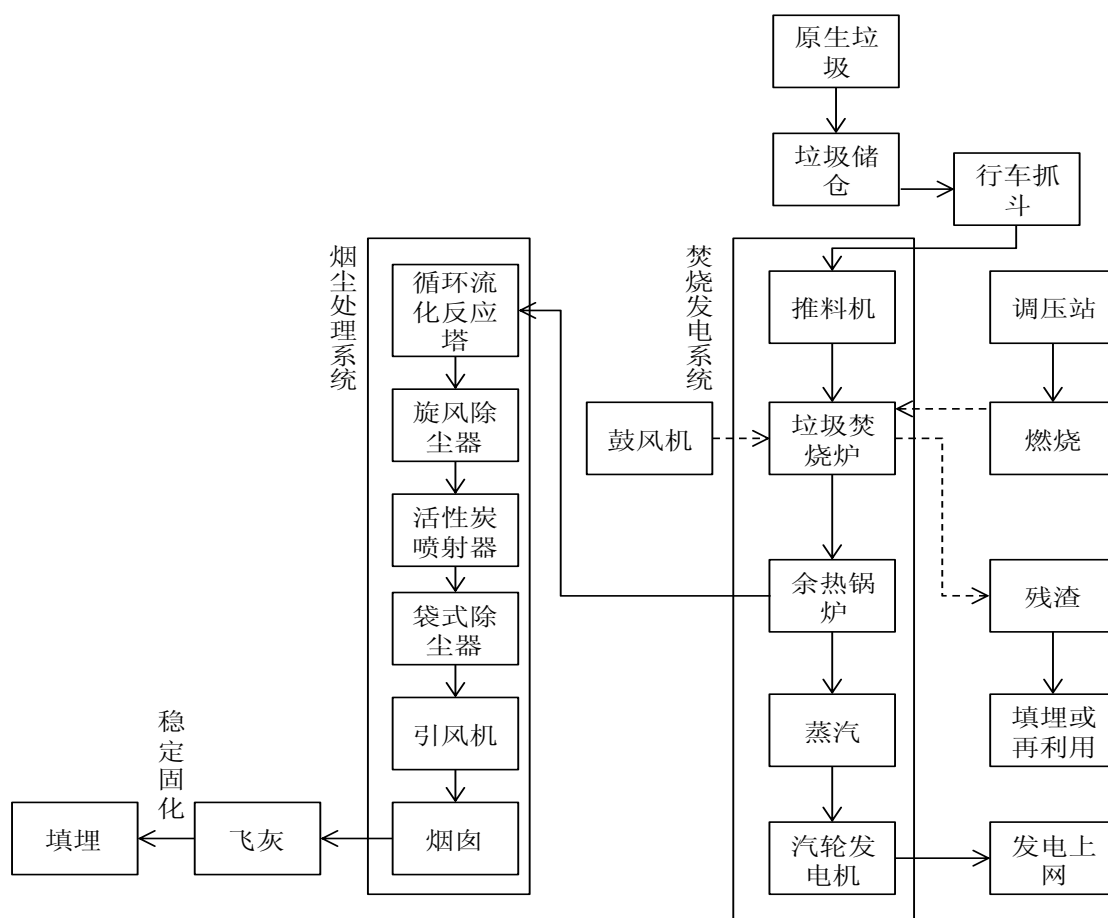 原生垃
圾
垃圾储
仓
行车抓
斗
烟尘处理系统
焚烧发电系统
循环流
化反应
塔
推料机
调压站
旋风除
尘器
鼓风机
垃圾焚
烧炉
燃烧
活性炭
喷射器
袋式除
尘器
余热锅
炉
残渣
引风机
蒸汽
填埋或
再利用
稳定固化
填埋
飞灰
烟囱
汽轮发
电机
发电上
网